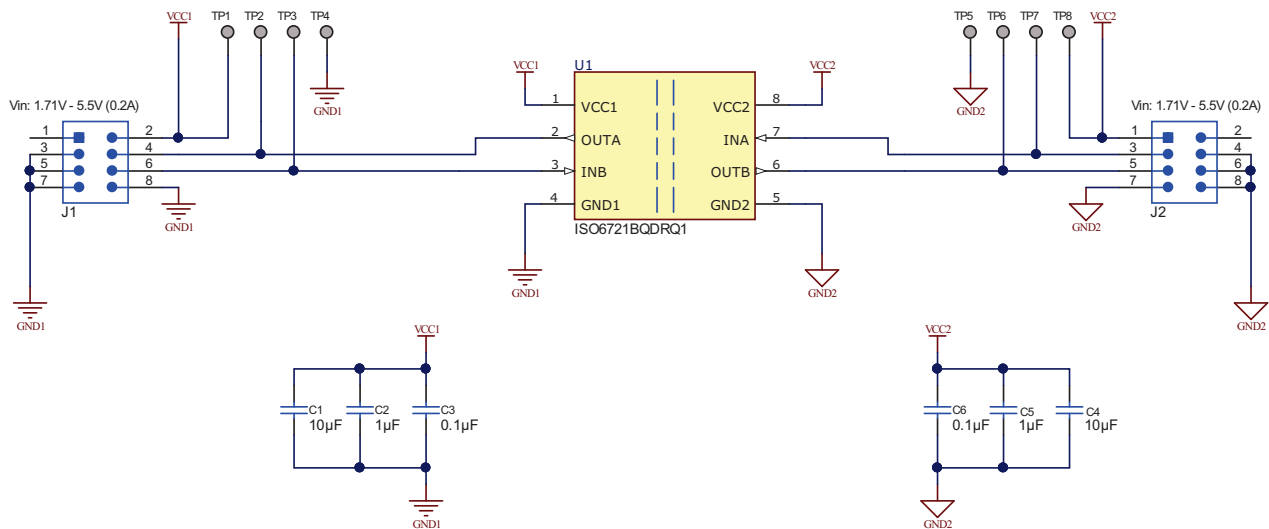 VCC1 TP1 TP2 TP3 TP4
TP5 TP6 TP7 TP8 VCC2
Vin: 1.71V - 5.5V (0.2A)
1 2
3 4
5 6
7 8
J1
GND1
GND1
GND1
VCC1
U1
VCC2
1 VCC1 VCC2 8
2 OUTA INA 7
3 INB OUTB 6
4 GND1 GND2 5
ISO6721BQDRQ1
GND1
GND2
GND2
Vin: 1.71V - 5.5V (0.2A)
1 2
3 4
5 6
7 8
J2
GND2
GND2
VCC1
C1 C2 C3
10µF 1µF 0.1µF
GND1
VCC2
C6 C5 C4
0.1µF 1µF 10µF
GND2